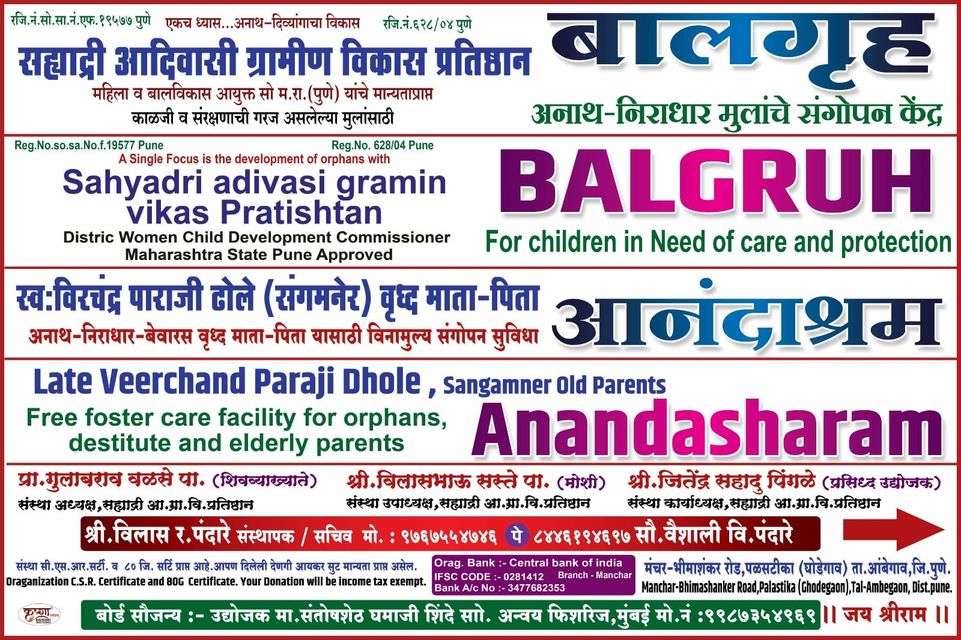 रजि.नं.सो.सा.नं.एफ.१९५७७ पुणे एकच ध्यास...अनाथ-दिव्यांगाचा विकास रजि.नं.६२८/०४ पुणे
सह्याद्री आदिवासी ग्रामीण विकास प्रतिष्ठान
महिला व बालविकास आयुक्त सो म.रा.(पुणे) यांचे मान्यताप्राप्त
काळजी व संरक्षणाची गरज असलेल्या मुलांसाठी
बालगृह
अनाथ-निराधार मुलांचे संगोपन केंद्र
Reg.No.so.sa.No.f.19577 Pune Reg.No. 628/04 Pune
A Single Focus is the development of orphans with
Sahyadri adivasi gramin
vikas Pratishtan
Distric Women Child Development Commissioner
Maharashtra State Pune Approved
BALGRUH
For children in Need of care and protection
स्व:विरचंद्र पाराजी ढोले (संगमनेर) वृध्द माता-पिता
अनाथ-निराधार-बेवारस वृध्द माता-पिता यासाठी विनामुल्य संगोपन सुविधा
आनंदाश्रम
Late Veerchand Paraji Dhole , Sangamner Old Parents
Free foster care facility for orphans,
destitute and elderly parents
Anandasharam
प्रा.गुलाबराव वळसे पा. (शिवव्याख्याते) श्री.विलासभाऊ सस्ते पा. (मोशी) श्री.जितेंद्र सहादु पिंगळे (प्रसिध्द उद्योजक)
संस्था अध्यक्ष,सह्याद्री आ.ग्रा.वि.प्रतिष्ठान संस्था उपाध्यक्ष,सह्याद्री आ.ग्रा.वि.प्रतिष्ठान संस्था कार्याध्यक्ष,सह्याद्री आ.ग्रा.वि.प्रतिष्ठान
श्री.विलास र.पंदारे संस्थापक / सचिव मो. : ९७६७५५४७४६ पे ८४४६१९४६९७ सौ.वैशाली वि.पंदारे
संस्था सी.एस.आर.सर्टी. व ८० जि. सर्टि प्राप्त आहे.आपण दिलेली देणगी आयकर सुट मान्यता प्राप्त असेल.
Oraganization C.S.R. Certificate and 80G Certificate. Your Donation will be income tax exempt.
Orag. Bank :- Central bank of india
IFSC CODE :- 0281412 Branch - Manchar
Bank A/c No :- 3477682353
मंचर-भीमाशंकर रोड,पळसटीका (घोडेगाव) ता.आंबेगाव,जि.पुणे.
Manchar-Bhimashanker Road,Palastika (Ghodegaon),Tal-Ambegaon, Dist.pune.
बोर्ड सौजन्य :- उद्योजक मा.संतोषशेठ घमाजी शिंदे सो. अन्वय फिशरिज,मुंबई मो.नं :९९८७३५४९६९ || जय श्रीराम ||